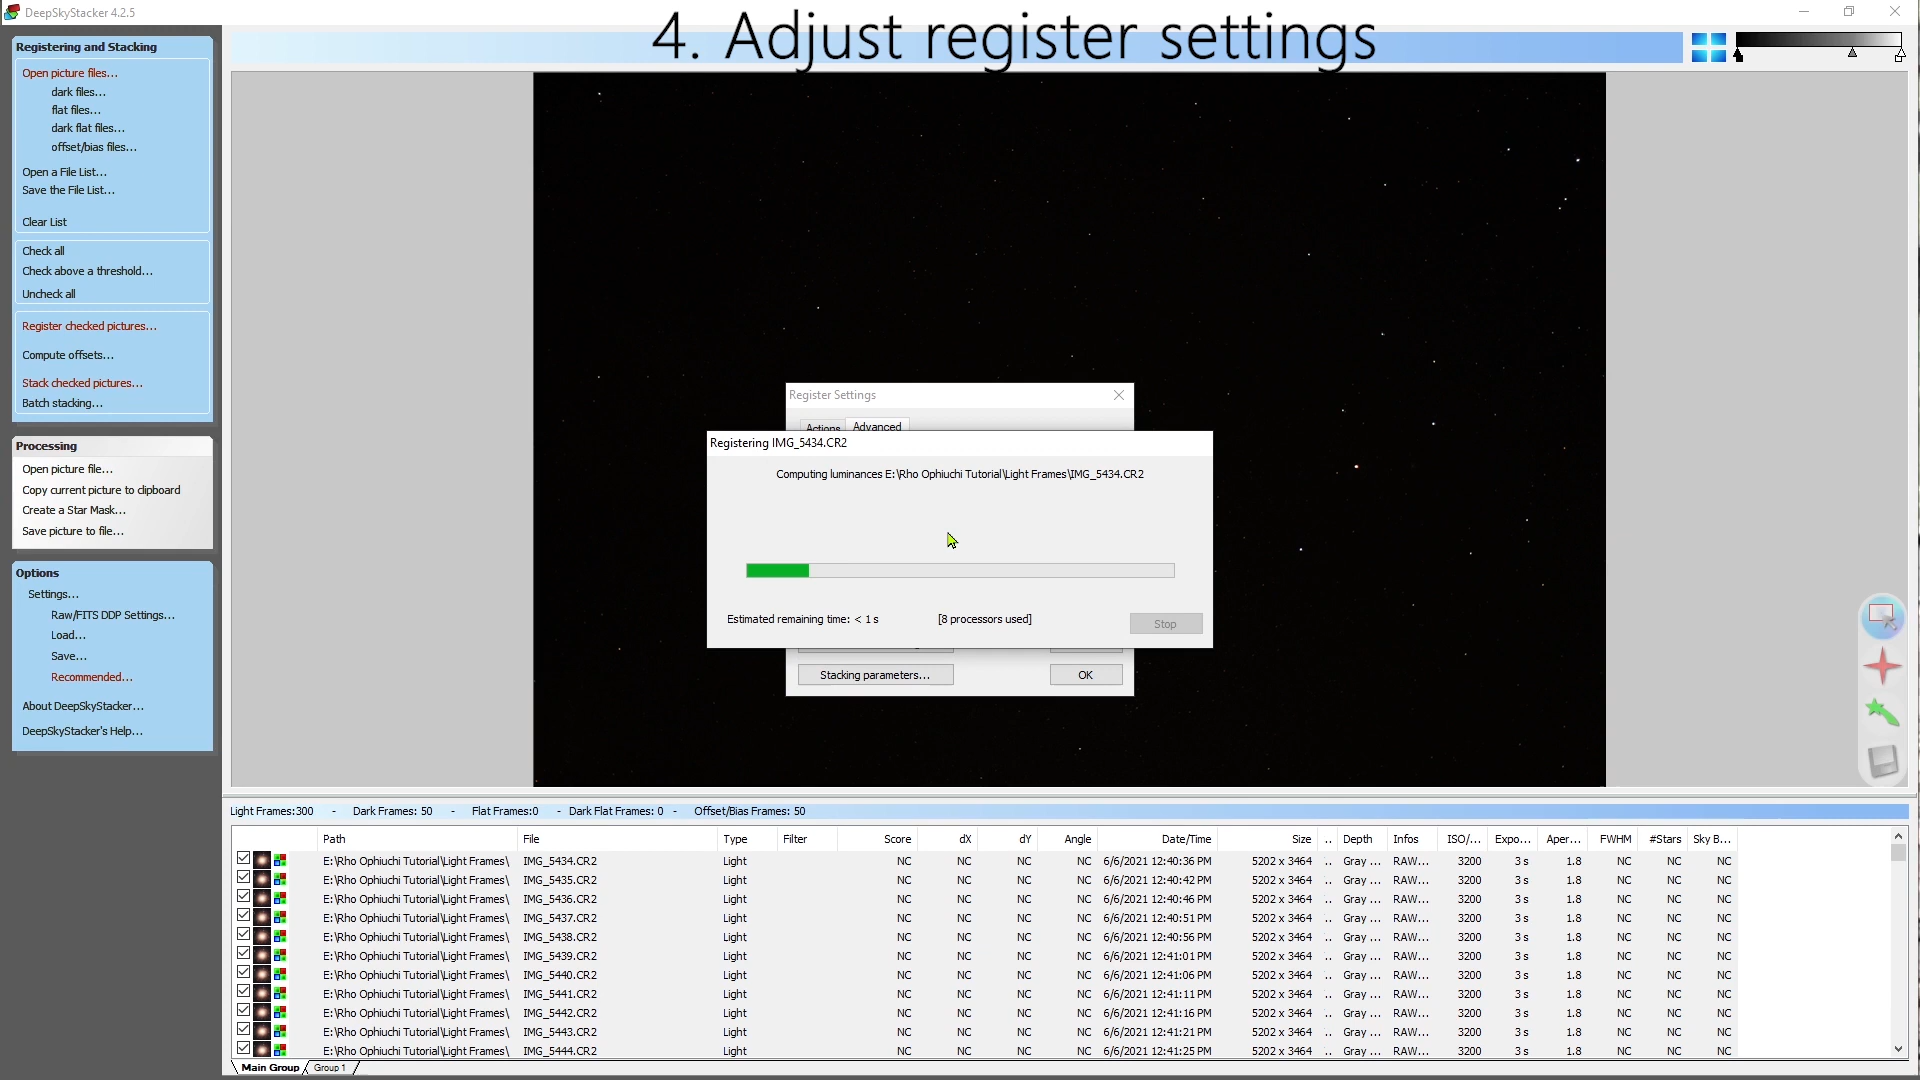 DeepSkyStacker 4.2.5
4. Adjust register settings
Registering and Stacking
Open picture files...
dark files...
flat files...
dark flat files...
offset/bias files...
Open a File List...
Save the File List...
Clear List
Check all
Check above a threshold...
Uncheck all
Register checked pictures...
Compute offsets...
Stack checked pictures...
Batch stacking...
Processing
Open picture file...
Copy current picture to clipboard
Create a Star Mask...
Save picture to file...
Options
Settings...
Raw/FITS DDP Settings...
Load...
Save...
Recommended...
About DeepSkyStacker...
DeepSkyStacker's Help...
Register Settings
Actions Advanced
Registering IMG_5434.CR2
Computing luminances E:\Rho Ophiuchi Tutorial\Light Frames\IMG_5434.CR2
Estimated remaining time: < 1 s [8 processors used] Stop
Stacking parameters... OK
Light Frames:300 - Dark Frames: 50 - Flat Frames:0 - Dark Flat Frames: 0 - Offset/Bias Frames: 50
Path File Type Filter Score dX dY Angle Date/Time Size .. Depth Infos ISO/... Expo... Aper... FWHM #Stars Sky B...
E:\Rho Ophiuchi Tutorial\Light Frames\ IMG_5434.CR2 Light NC NC NC NC 6/6/2021 12:40:36 PM 5202 x 3464 .. Gray ... RAW... 3200 3 s 1.8 NC NC NC
E:\Rho Ophiuchi Tutorial\Light Frames\ IMG_5435.CR2 Light NC NC NC NC 6/6/2021 12:40:42 PM 5202 x 3464 .. Gray ... RAW... 3200 3 s 1.8 NC NC NC
E:\Rho Ophiuchi Tutorial\Light Frames\ IMG_5436.CR2 Light NC NC NC NC 6/6/2021 12:40:46 PM 5202 x 3464 .. Gray ... RAW... 3200 3 s 1.8 NC NC NC
E:\Rho Ophiuchi Tutorial\Light Frames\ IMG_5437.CR2 Light NC NC NC NC 6/6/2021 12:40:51 PM 5202 x 3464 .. Gray ... RAW... 3200 3 s 1.8 NC NC NC
E:\Rho Ophiuchi Tutorial\Light Frames\ IMG_5438.CR2 Light NC NC NC NC 6/6/2021 12:40:56 PM 5202 x 3464 .. Gray ... RAW... 3200 3 s 1.8 NC NC NC
E:\Rho Ophiuchi Tutorial\Light Frames\ IMG_5439.CR2 Light NC NC NC NC 6/6/2021 12:41:01 PM 5202 x 3464 .. Gray ... RAW... 3200 3 s 1.8 NC NC NC
E:\Rho Ophiuchi Tutorial\Light Frames\ IMG_5440.CR2 Light NC NC NC NC 6/6/2021 12:41:06 PM 5202 x 3464 .. Gray ... RAW... 3200 3 s 1.8 NC NC NC
E:\Rho Ophiuchi Tutorial\Light Frames\ IMG_5441.CR2 Light NC NC NC NC 6/6/2021 12:41:11 PM 5202 x 3464 .. Gray ... RAW... 3200 3 s 1.8 NC NC NC
E:\Rho Ophiuchi Tutorial\Light Frames\ IMG_5442.CR2 Light NC NC NC NC 6/6/2021 12:41:16 PM 5202 x 3464 .. Gray ... RAW... 3200 3 s 1.8 NC NC NC
E:\Rho Ophiuchi Tutorial\Light Frames\ IMG_5443.CR2 Light NC NC NC NC 6/6/2021 12:41:21 PM 5202 x 3464 .. Gray ... RAW... 3200 3 s 1.8 NC NC NC
E:\Rho Ophiuchi Tutorial\Light Frames\ IMG_5444.CR2 Light NC NC NC NC 6/6/2021 12:41:25 PM 5202 x 3464 .. Gray ... RAW... 3200 3 s 1.8 NC NC NC
Main Group Group 1